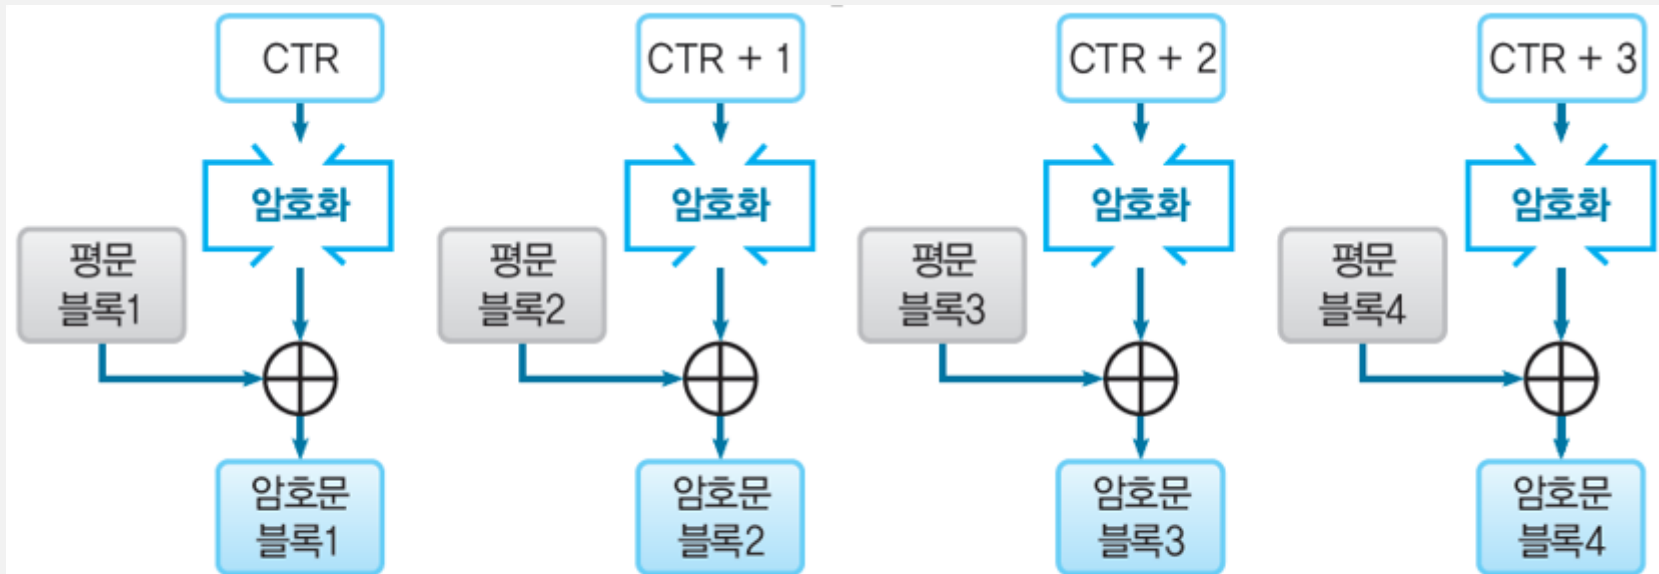 CTR
CTR + 1
CTR + 2
CTR + 3
암호화
암호화
암호화
암호화
평문
블록1
평문
블록2
평문
블록3
평문
블록4
암호문
블록1
암호문
블록2
암호문
블록3
암호문
블록4